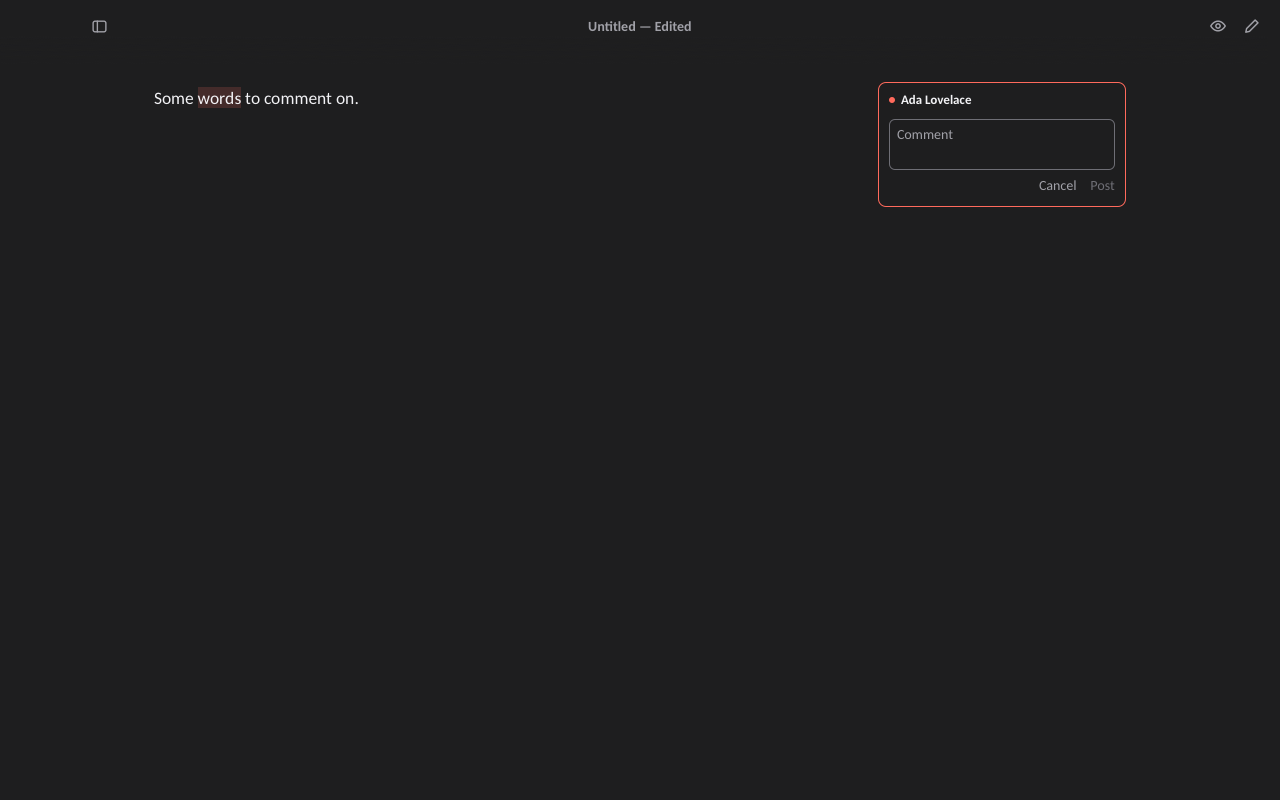 Untitled — Edited
Some words to comment on.
Ada Lovelace
Comment
Cancel Post